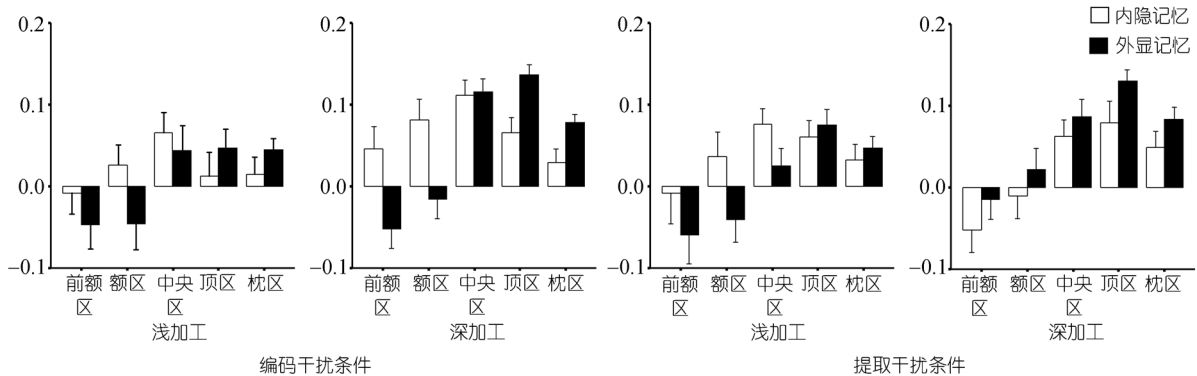 0.2
0.1
0.0
−0.1
前额区 额区 中央区 顶区 枕区
浅加工
0.2
0.1
0.0
−0.1
前额区 额区 中央区 顶区 枕区
深加工
编码干扰条件
0.2
0.1
0.0
−0.1
前额区 额区 中央区 顶区 枕区
浅加工
0.2
0.1
0.0
−0.1
前额区 额区 中央区 顶区 枕区
深加工
提取干扰条件
内隐记忆
外显记忆